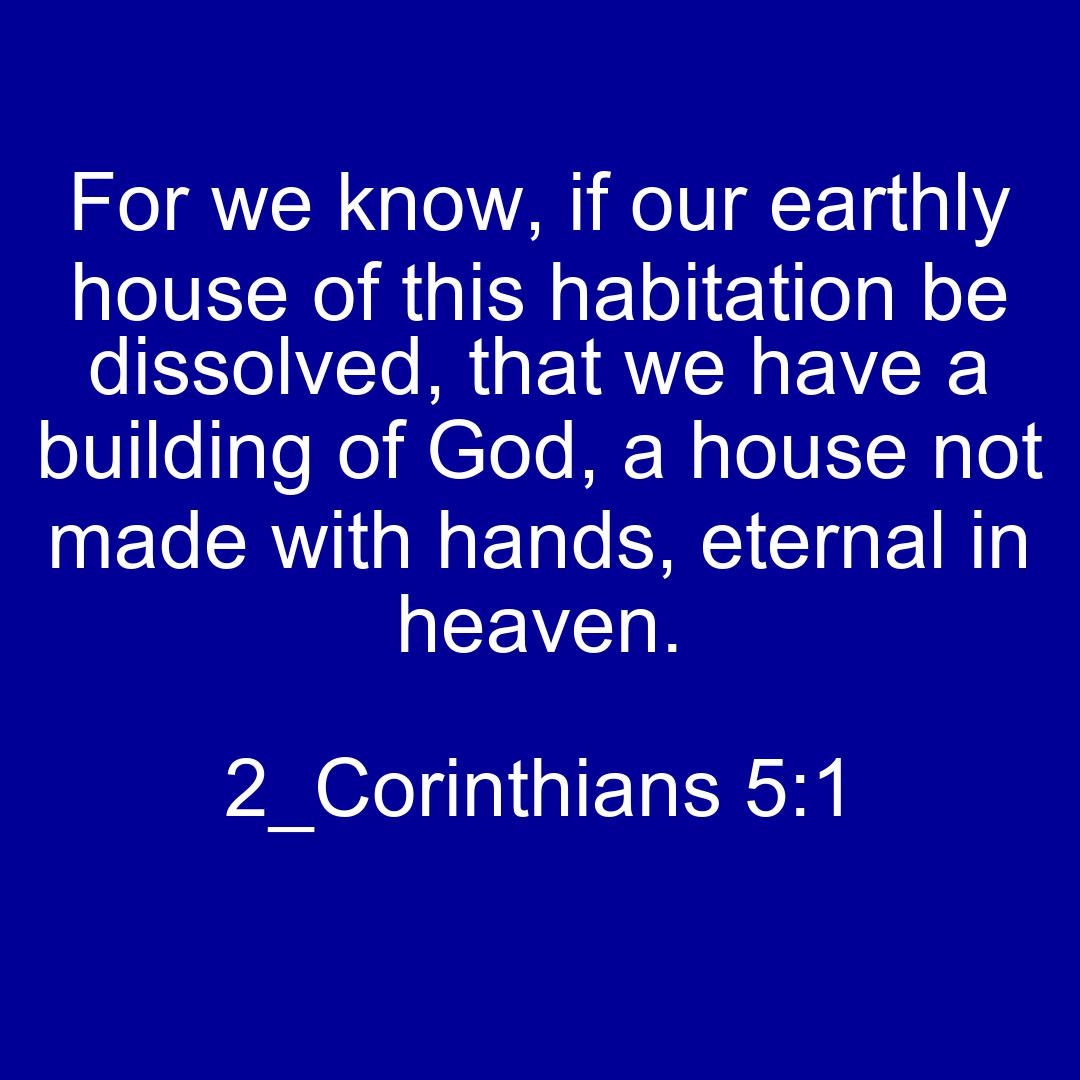 For we know, if our earthly
house of this habitation be
dissolved, that we have a
building of God, a house not
made with hands, eternal in
heaven.
2_Corinthians 5:1